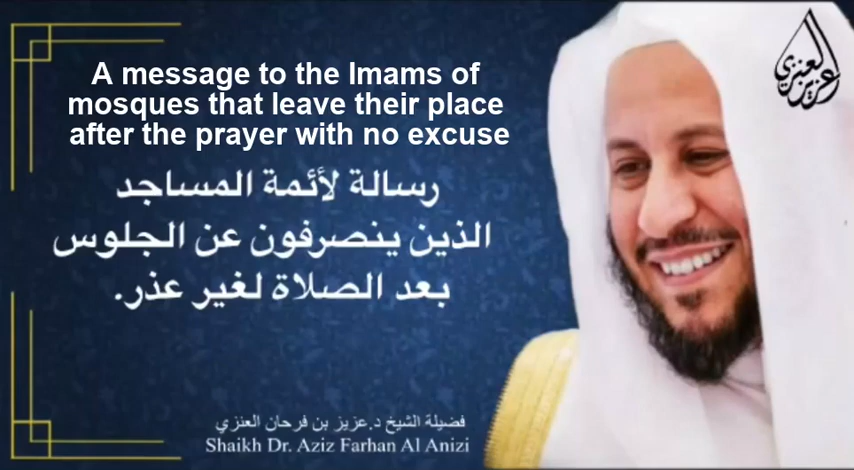 A message to the Imams of
mosques that leave their place
after the prayer with no excuse
رسالة لأئمة المساجد
الذين ينصرفون عن الجلوس
بعد الصلاة لغير عذر.
فضيلة الشيخ د.عزيز بن فرحان العنزي
Shaikh Dr. Aziz Farhan Al Anizi
عزيز العنزي